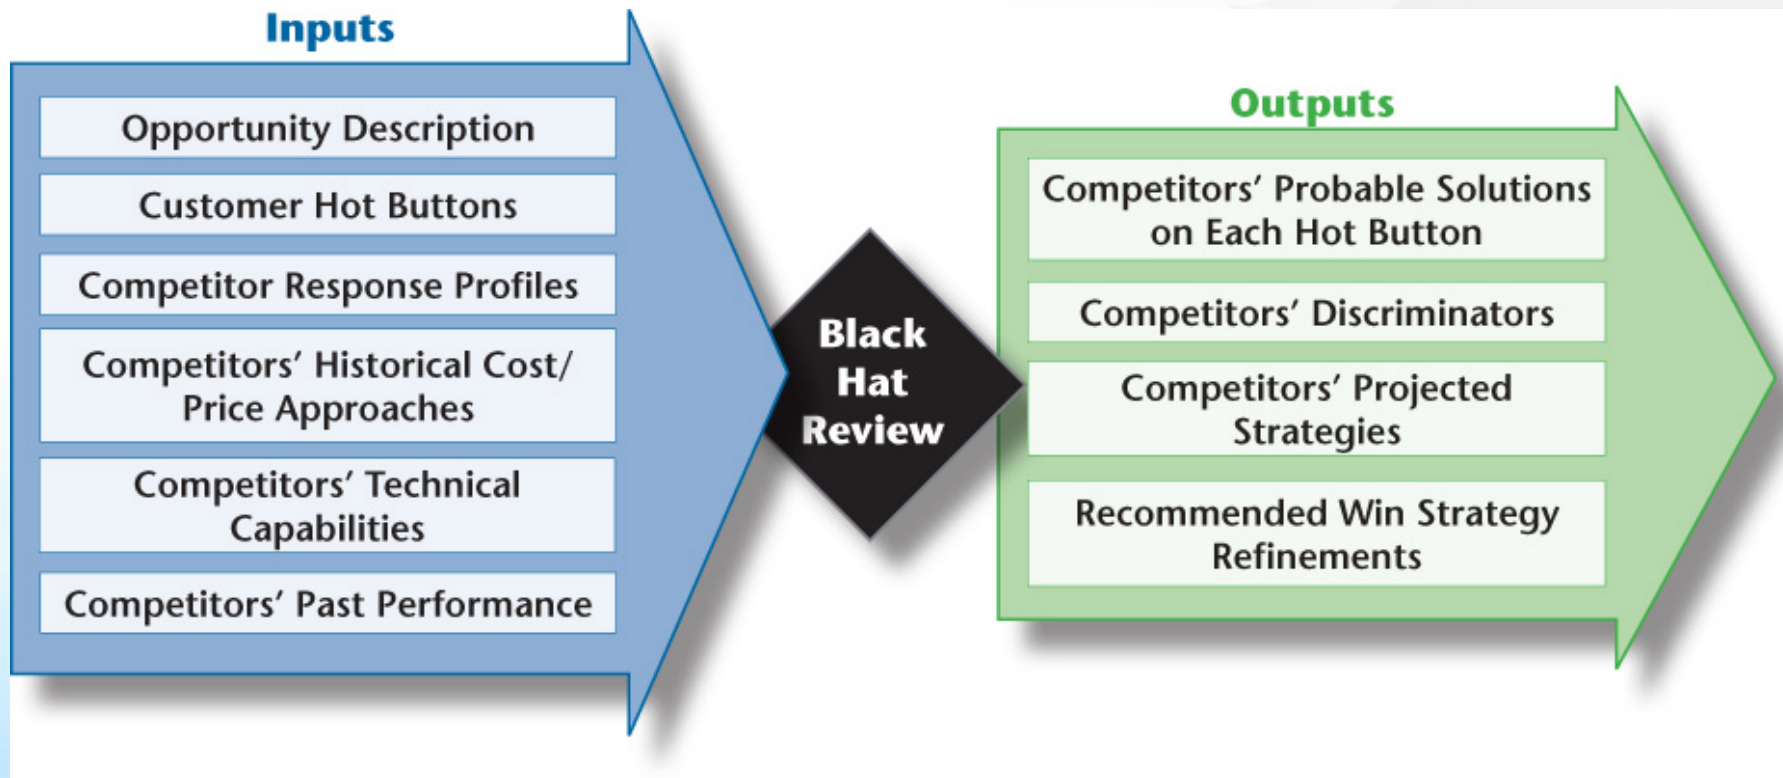 Inputs
Opportunity Description
Customer Hot Buttons
Competitor Response Profiles
Competitors’ Historical Cost/
Price Approaches
Competitors’ Technical
Capabilities
Competitors’ Past Performance
Black
Hat
Review
Outputs
Competitors’ Probable Solutions
on Each Hot Button
Competitors’ Discriminators
Competitors’ Projected
Strategies
Recommended Win Strategy
Refinements